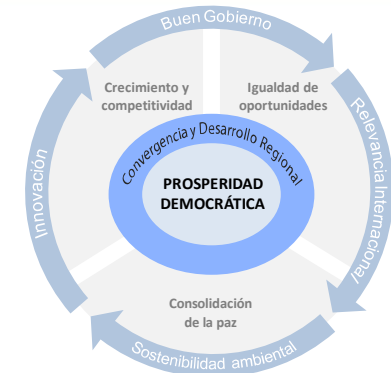 Buen Gobierno
Crecimiento y
competitividad
Igualdad de
oportunidades
Relevancia Internacional
Innovación
Convergencia y Desarrollo Regional
PROSPERIDAD
DEMOCRÁTICA
Consolidación
de la paz
Sostenibilidad ambiental